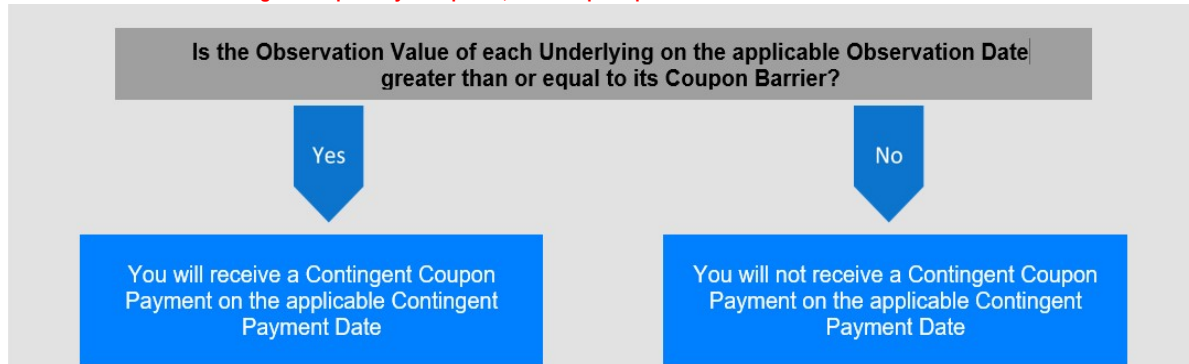 Is the Observation Value of each Underlying on the applicable Observation Date
greater than or equal to its Coupon Barrier?
Yes
No
You will receive a Contingent Coupon
Payment on the applicable Contingent
Payment Date
You will not receive a Contingent Coupon
Payment on the applicable Contingent
Payment Date